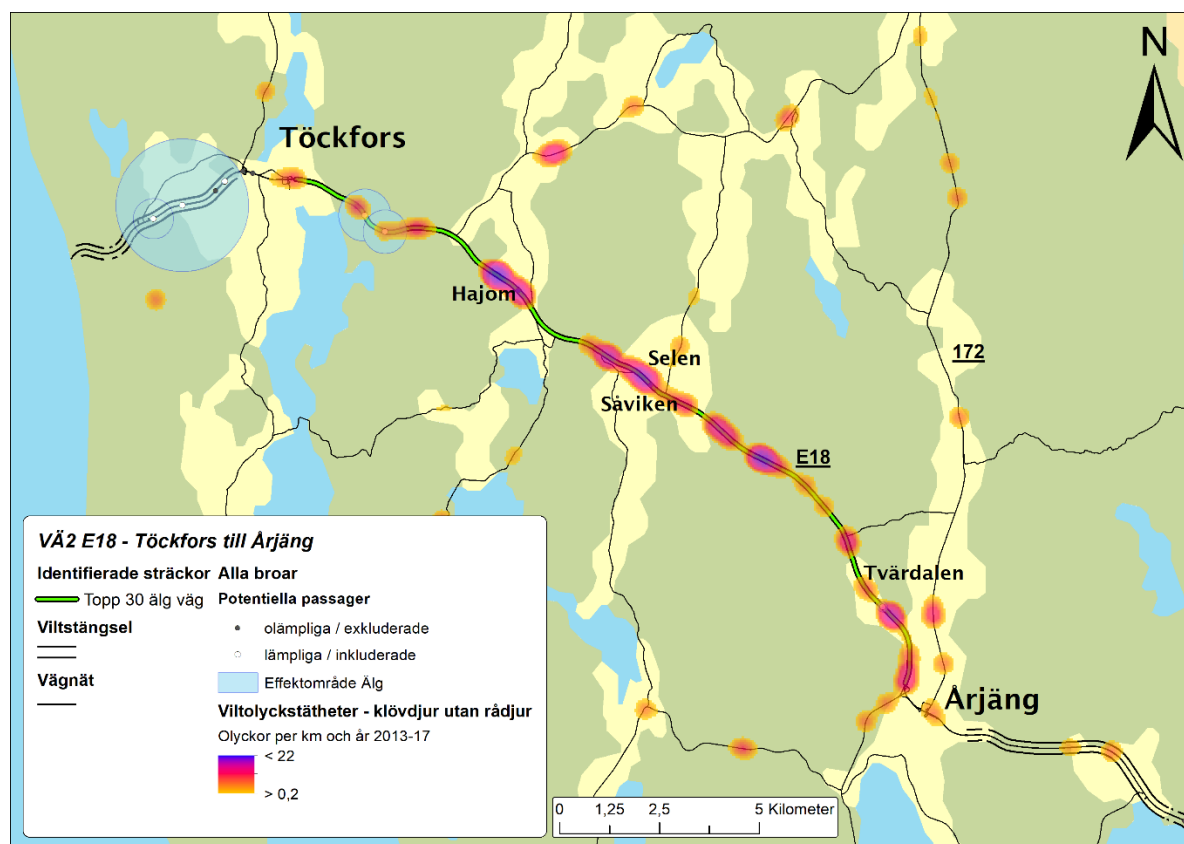 N
Töckfors
Hajom
Selen
Såviken
172
E18
Tvärdalen
Årjäng
VÄ2 E18 - Töckfors till Årjäng
Identifierade sträckor
Topp 30 älg väg
Viltstängsel
Vägnät
Alla broar
Potentiella passager
olämpliga / exkluderade
lämpliga / inkluderade
Effektområde Älg
Viltolyckstätheter - klövdjur utan rådjur
Olyckor per km och år 2013-17
< 22
> 0,2
0 1,25 2,5 5 Kilometer